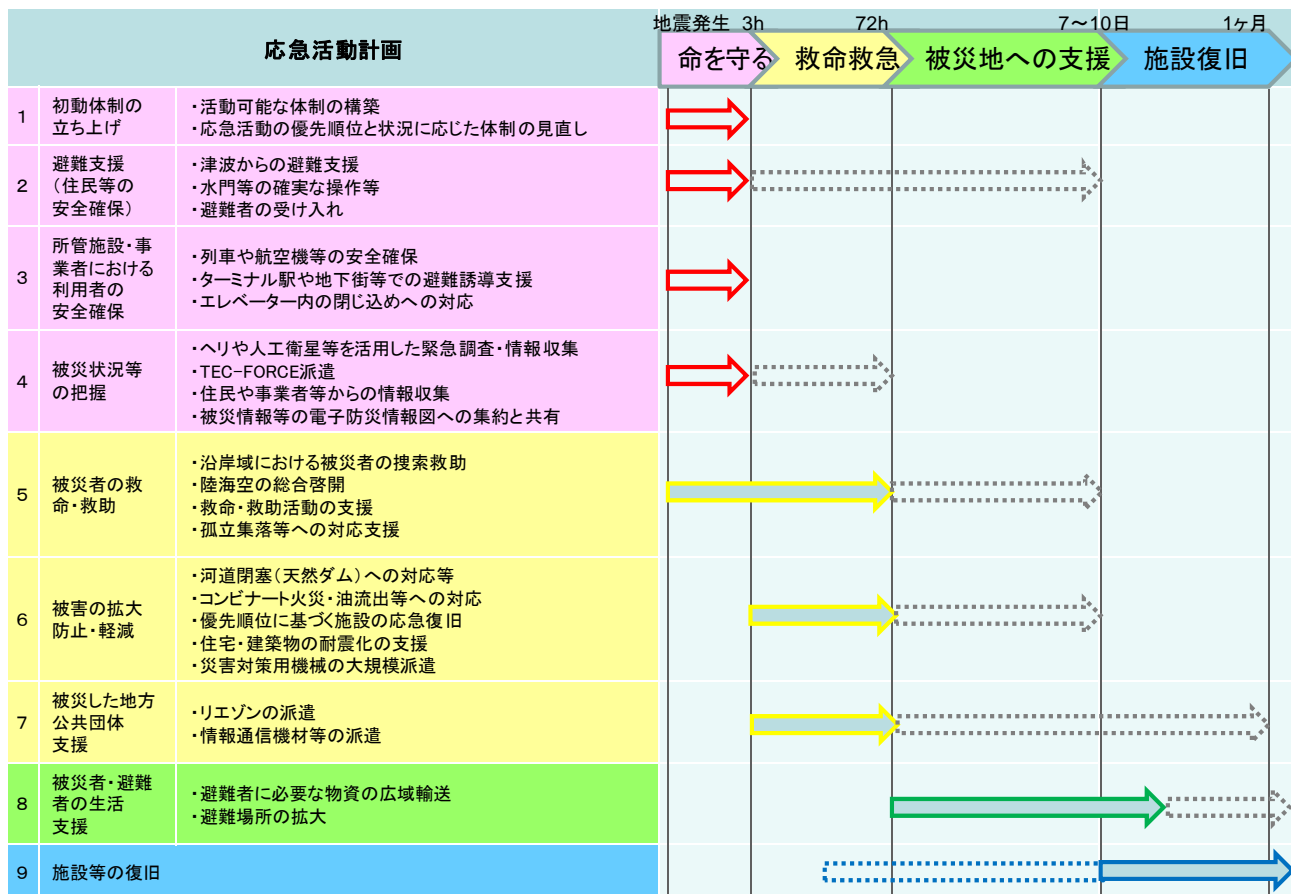 応急活動計画
地震発生 3h 72h 7～10日 1ヶ月
命を守る 救命救急 被災地への支援 施設復旧
1
初動体制の
立ち上げ
・活動可能な体制の構築
・応急活動の優先順位と状況に応じた体制の見直し
2
避難支援
（住民等の
安全確保）
・津波からの避難支援
・水門等の確実な操作等
・避難者の受け入れ
3
所管施設・事
業者における
利用者の
安全確保
・列車や航空機等の安全確保
・ターミナル駅や地下街等での避難誘導支援
・エレベーター内の閉じ込めへの対応
4
被災状況等
の把握
・ヘリや人工衛星等を活用した緊急調査・情報収集
・TEC-FORCE派遣
・住民や事業者等からの情報収集
・被災情報等の電子防災情報図への集約と共有
5
被災者の救
命・救助
・沿岸域における被災者の捜索救助
・陸海空の総合啓開
・救命・救助活動の支援
・孤立集落等への対応支援
6
被害の拡大
防止・軽減
・河道閉塞（天然ダム）への対応等
・コンビナート火災・油流出等への対応
・優先順位に基づく施設の応急復旧
・住宅・建築物の耐震化の支援
・災害対策用機械の大規模派遣
7
被災した地方
公共団体
支援
・リエゾンの派遣
・情報通信機材等の派遣
8
被災者・避難
者の生活
支援
・避難者に必要な物資の広域輸送
・避難場所の拡大
9
施設等の復旧